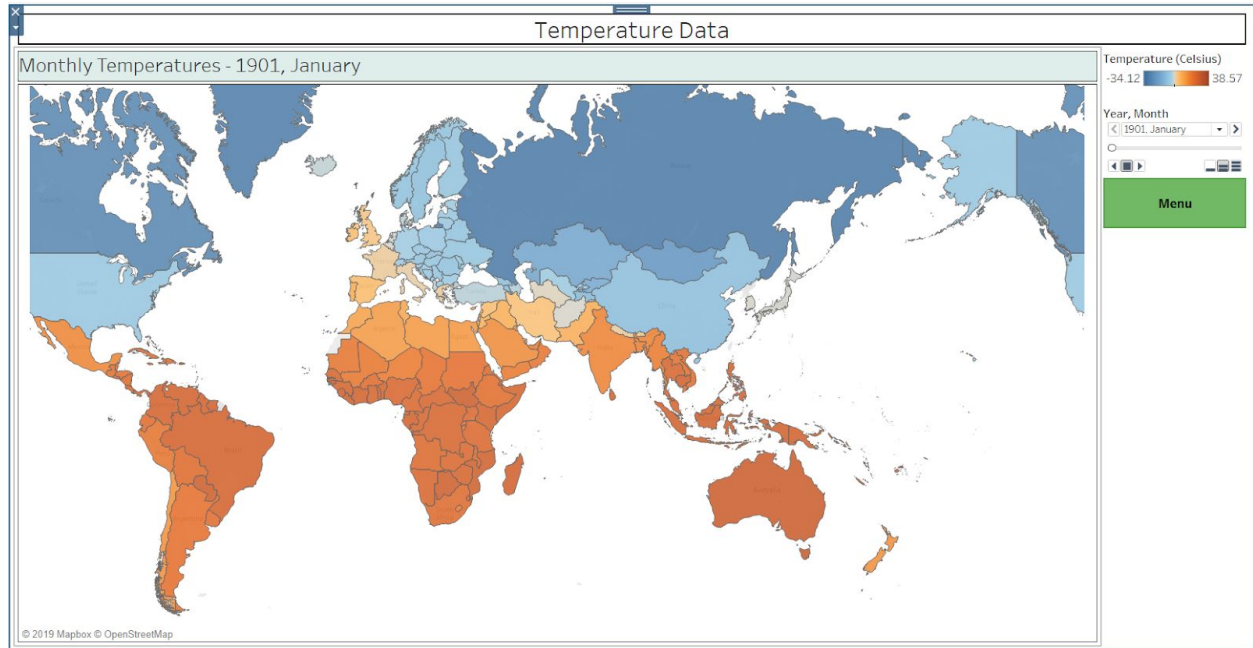 Temperature Data
Monthly Temperatures - 1901, January
Temperature (Celsius)
-34.12 38.57
Year, Month
1901, January
Menu
China
© 2019 Mapbox © OpenStreetMap